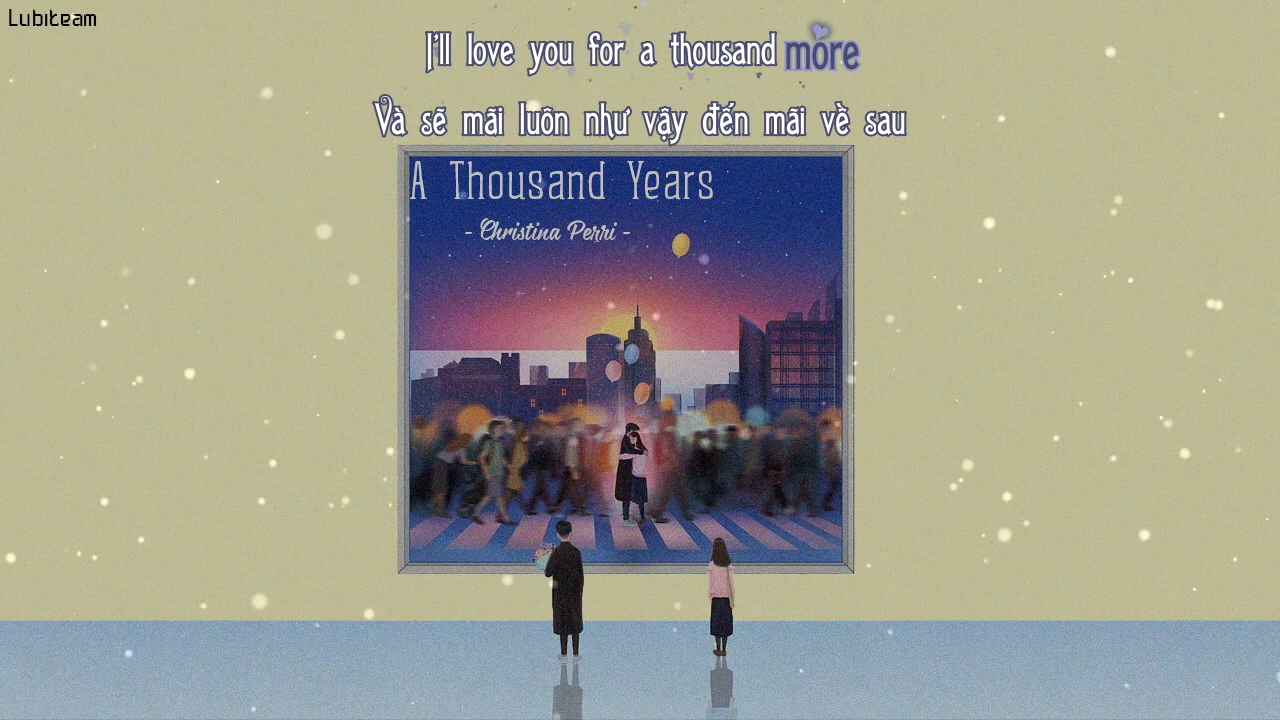 Lubiteam
I'll love you for a thousand more
Và sẽ mãi luôn như vậy đến mãi về sau
A Thousand Years
- Christina Perri -